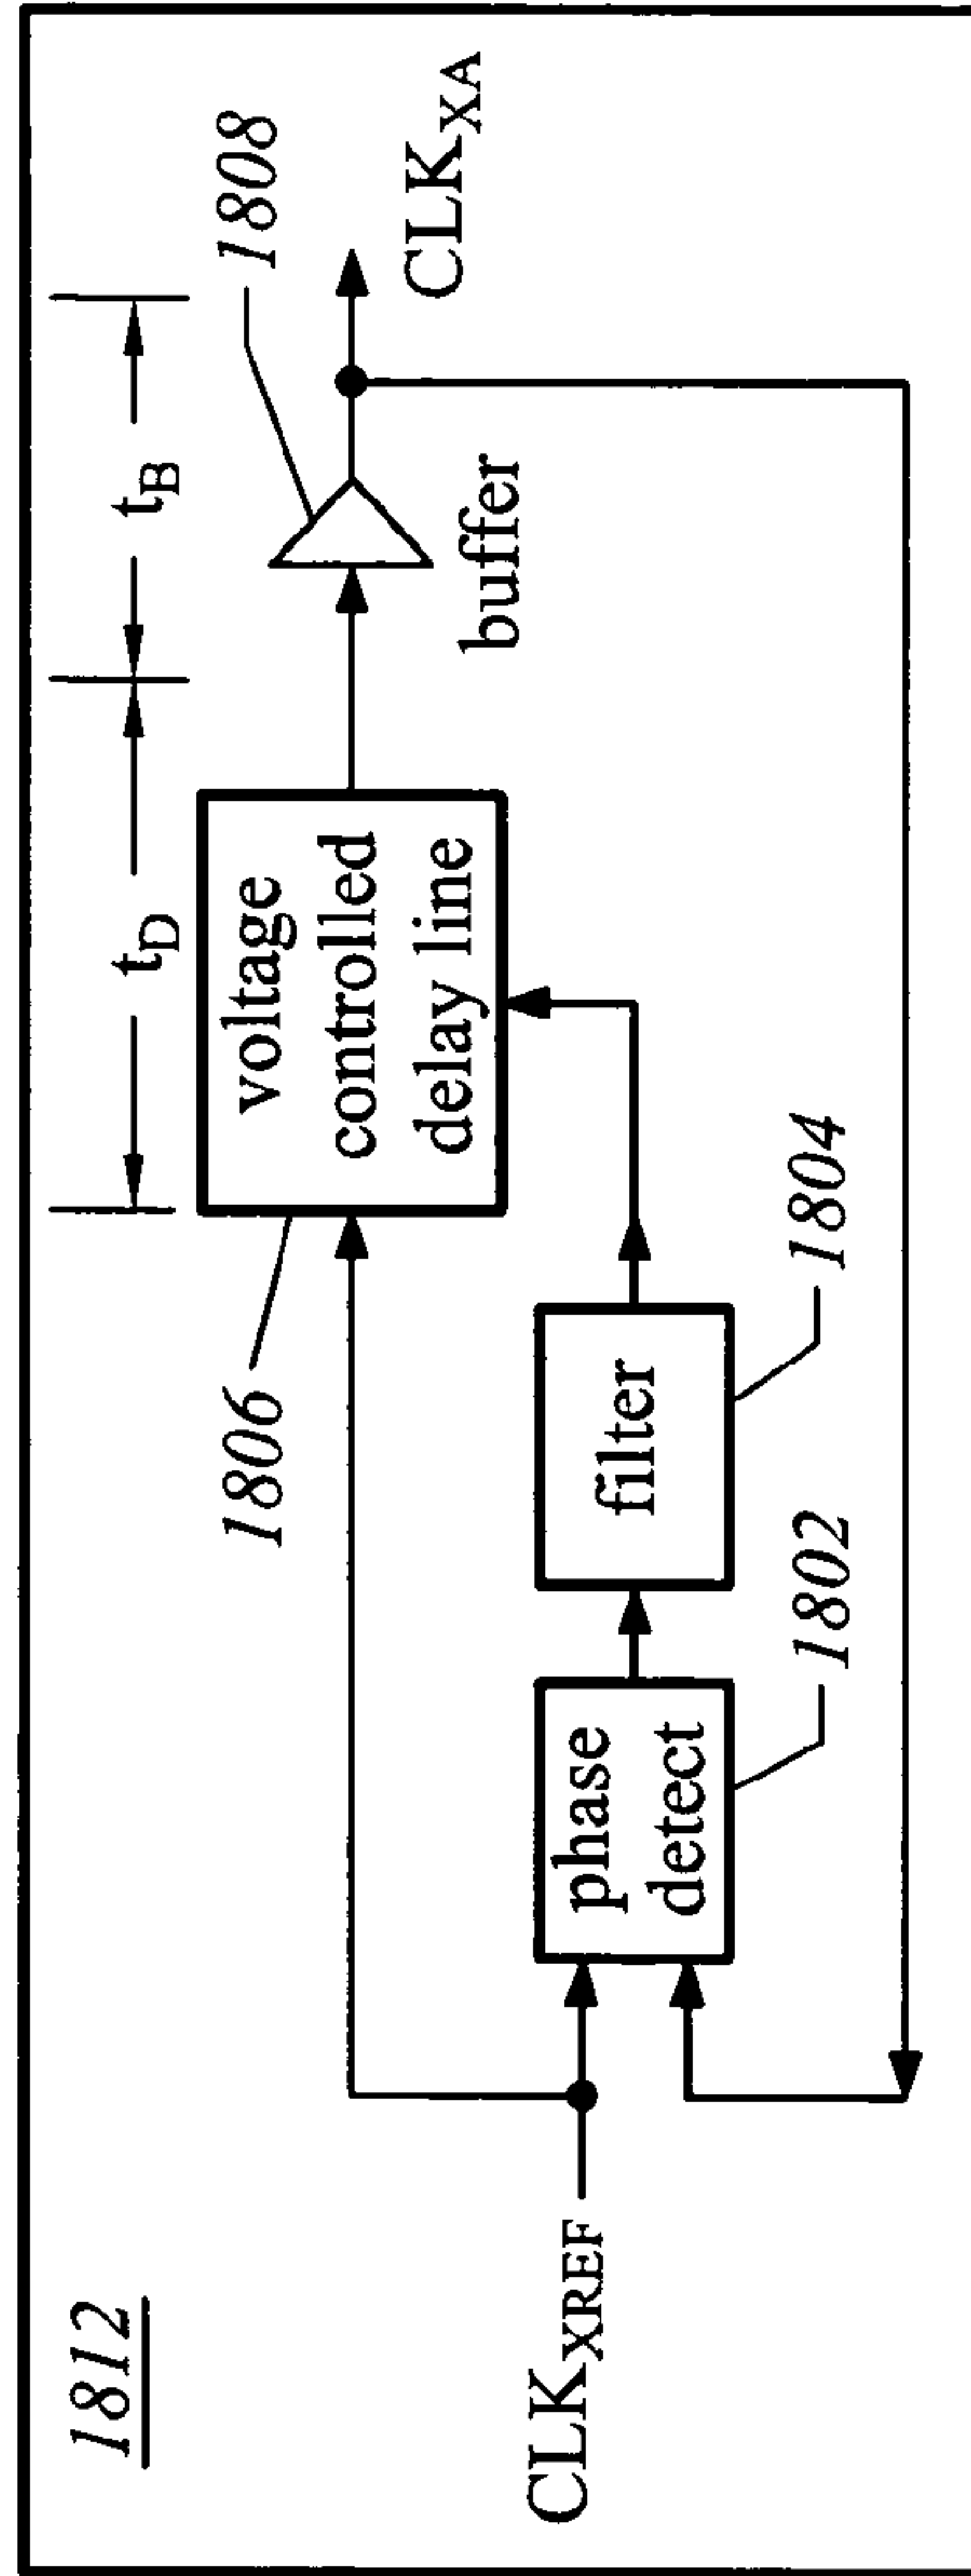 1812
t_D
t_B
1806
voltage
controlled
delay line
1808
buffer
CLK_XA
CLK_XREF
phase
detect
1802
filter
1804